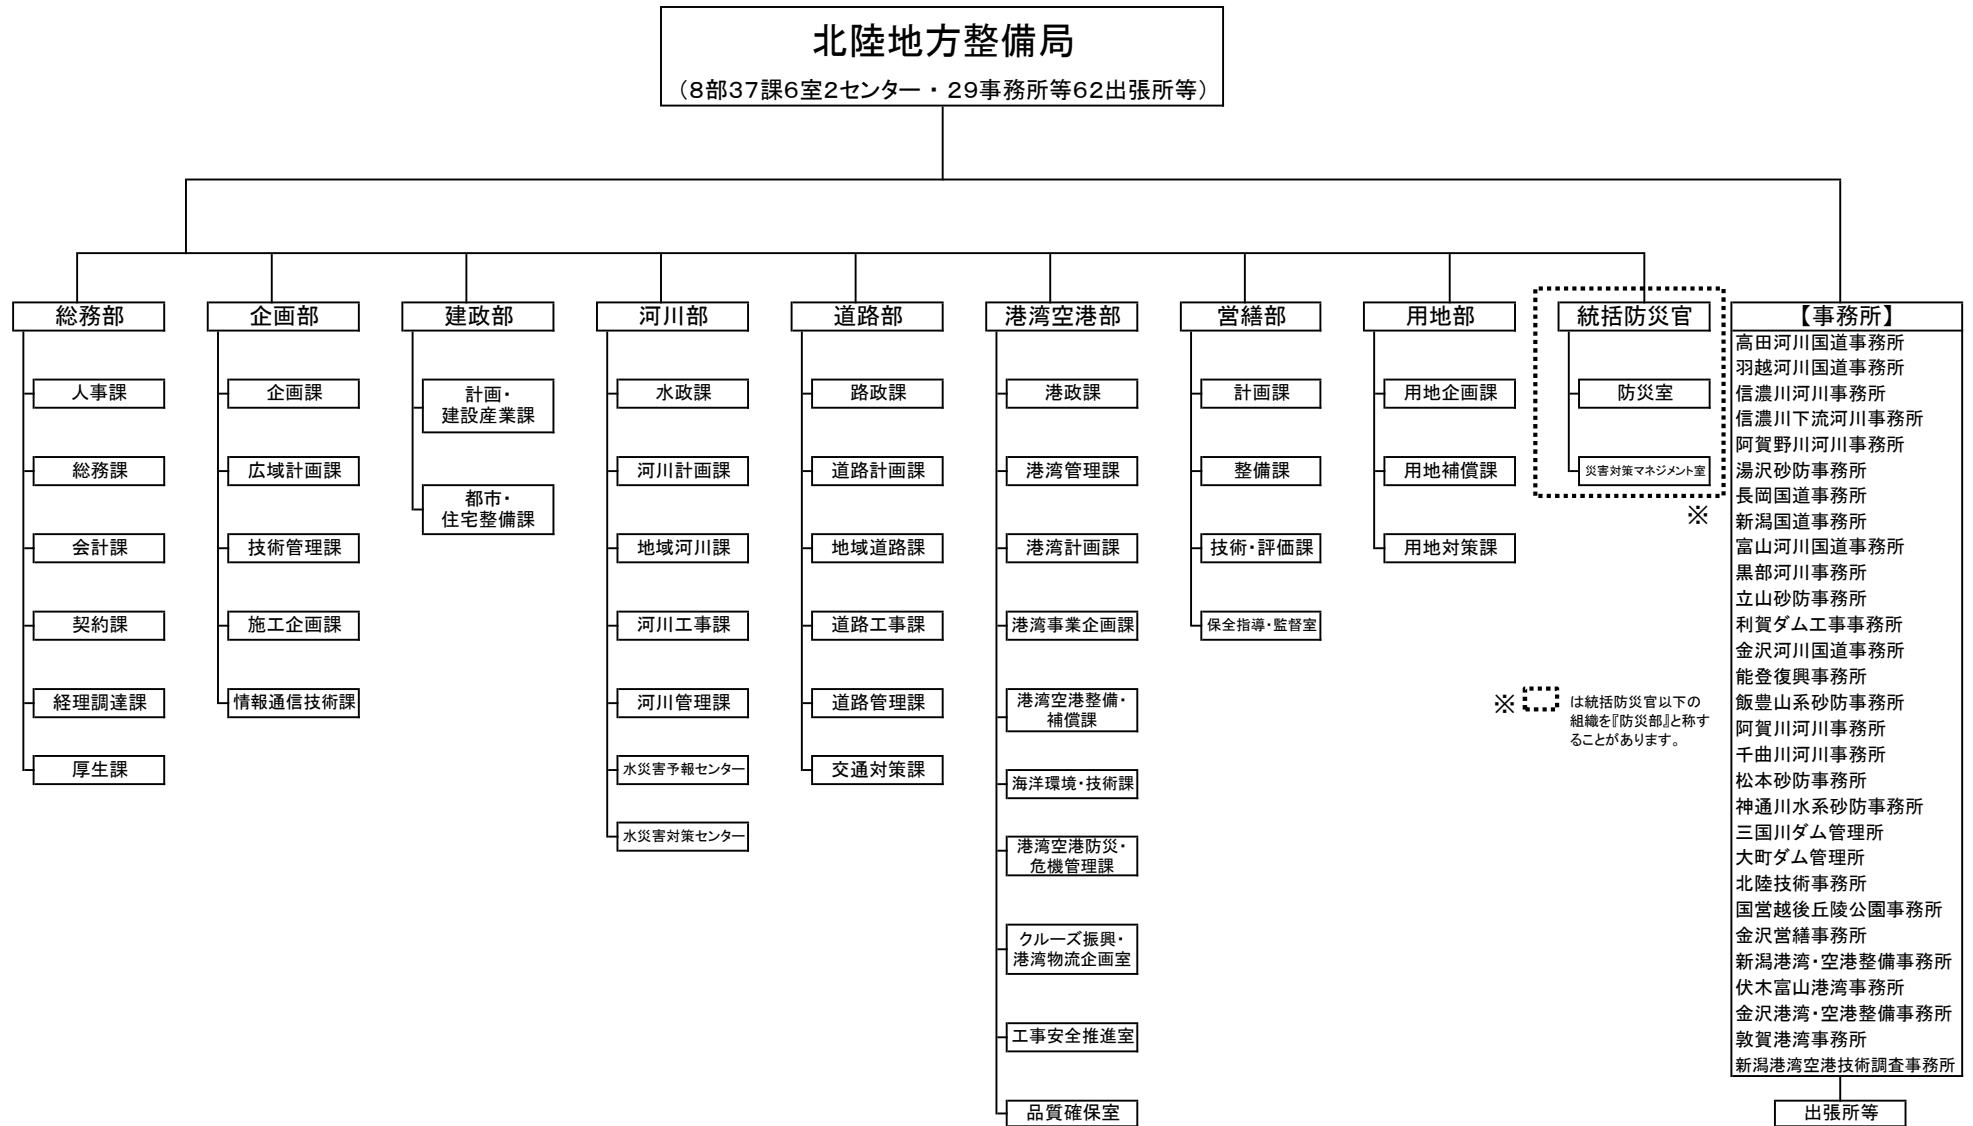 北陸地方整備局
（8部37課6室2センター・29事務所等62出張所等）
総務部
人事課
総務課
会計課
契約課
経理調達課
厚生課
企画部
企画課
広域計画課
技術管理課
施工企画課
情報通信技術課
建政部
計画・
建設産業課
都市・
住宅整備課
河川部
水政課
河川計画課
地域河川課
河川工事課
河川管理課
水災害予報センター
水災害対策センター
道路部
路政課
道路計画課
地域道路課
道路工事課
道路管理課
交通対策課
港湾空港部
港政課
港湾管理課
港湾計画課
港湾事業企画課
港湾空港整備・
補償課
海洋環境・技術課
港湾空港防災・
危機管理課
クルーズ振興・
港湾物流企画室
工事安全推進室
品質確保室
営繕部
計画課
整備課
技術・評価課
保全指導・監督室
用地部
用地企画課
用地補償課
用地対策課
統括防災官
防災室
災害対策マネジメント室
※
※ は統括防災官以下の
組織を『防災部』と称す
ることがあります。
【事務所】
高田河川国道事務所
羽越河川国道事務所
信濃川河川事務所
信濃川下流河川事務所
阿賀野川河川事務所
湯沢砂防事務所
長岡国道事務所
新潟国道事務所
富山河川国道事務所
黒部河川事務所
立山砂防事務所
利賀ダム工事事務所
金沢河川国道事務所
能登復興事務所
飯豊山系砂防事務所
阿賀川河川事務所
千曲川河川事務所
松本砂防事務所
神通川水系砂防事務所
三国川ダム管理所
大町ダム管理所
北陸技術事務所
国営越後丘陵公園事務所
金沢営繕事務所
新潟港湾・空港整備事務所
伏木富山港湾事務所
金沢港湾・空港整備事務所
敦賀港湾事務所
新潟港湾空港技術調査事務所
出張所等